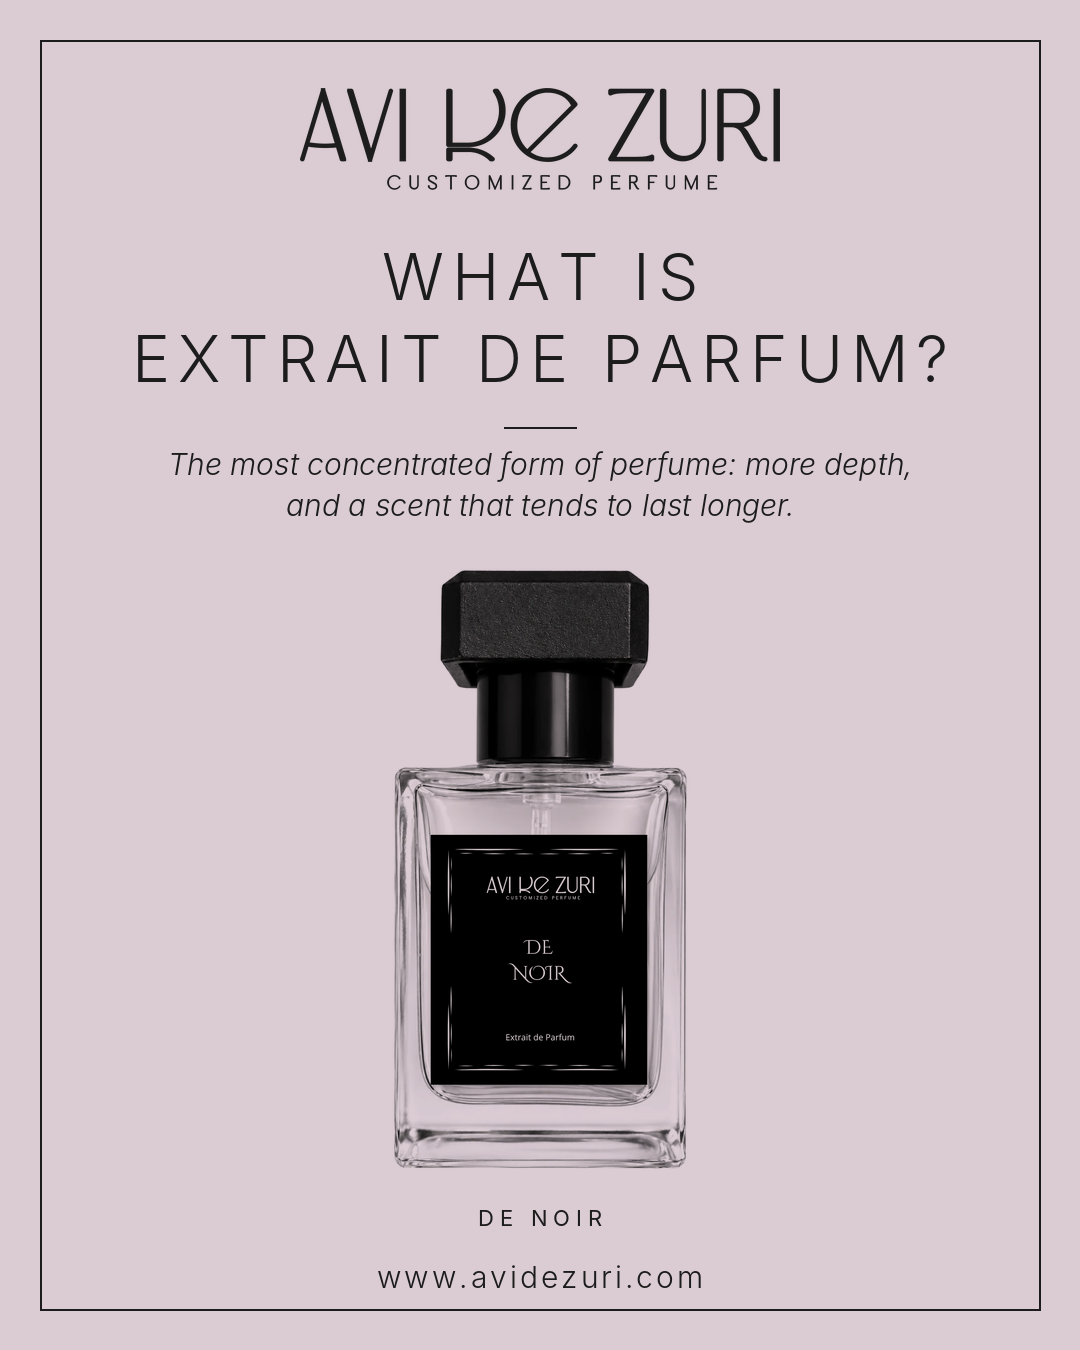 AVI DE ZURI
CUSTOMIZED PERFUME
WHAT IS
EXTRAIT DE PARFUM?
The most concentrated form of perfume: more depth,
and a scent that tends to last longer.
AVI DE ZURI
CUSTOMIZED PERFUME
DE
NOIR
Extrait de Parfum
DE NOIR
www.avidezuri.com